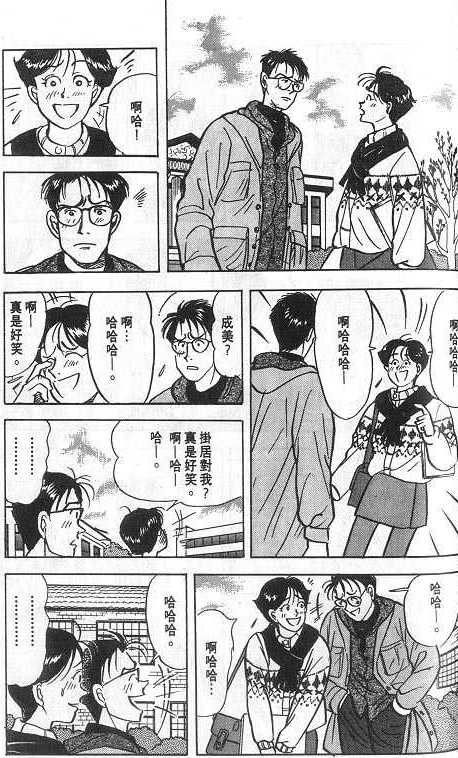 啊哈！
啊哈哈—
啊哈哈哈—
成美？
啊…
哈哈哈—。
啊—
真是好笑。
掛居對我？
真是好笑。
啊—哈—
哈—。
………
………
哈哈—。
啊哈哈…
哈哈哈。
………